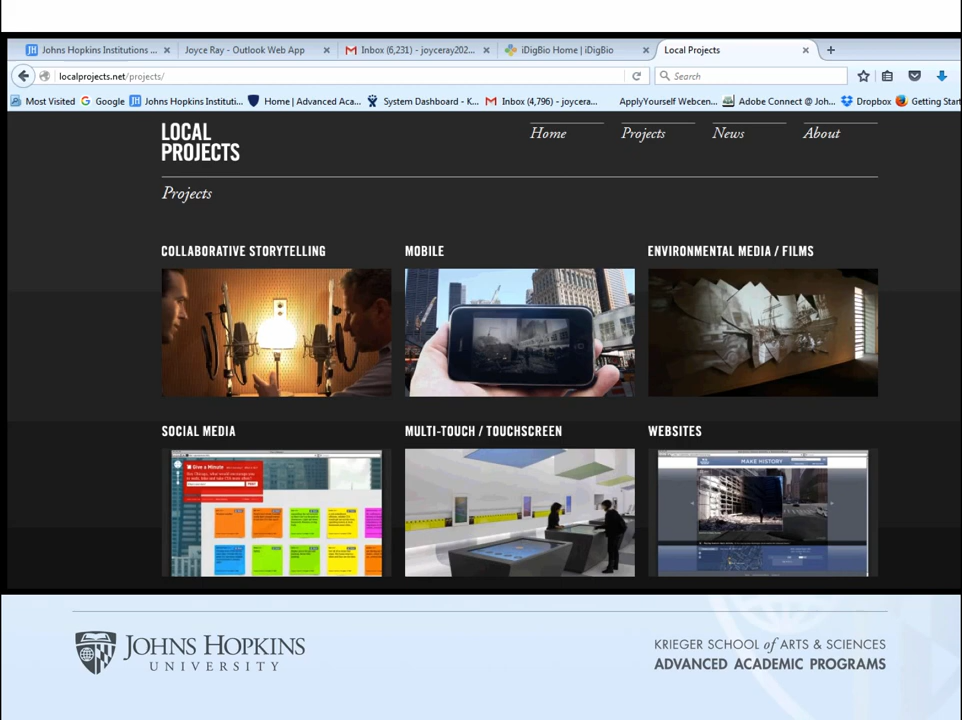 Johns Hopkins Institutions ... × Joyce Ray - Outlook Web App × Inbox (6,231) - joyceray202... × iDigBio Home | iDigBio × Local Projects × +
localprojects.net/projects/ Search
Most Visited Google Johns Hopkins Instituti... Home | Advanced Aca... System Dashboard - K... Inbox (4,796) - joycera... ApplyYourself Webcen... Adobe Connect @ Joh... Dropbox Getting Start
LOCAL
PROJECTS
Home Projects News About
Projects
COLLABORATIVE STORYTELLING MOBILE ENVIRONMENTAL MEDIA / FILMS
SOCIAL MEDIA MULTI-TOUCH / TOUCHSCREEN WEBSITES
Give a Minute
MAKE HISTORY
JOHNS HOPKINS
UNIVERSITY
KRIEGER SCHOOL of ARTS & SCIENCES
ADVANCED ACADEMIC PROGRAMS